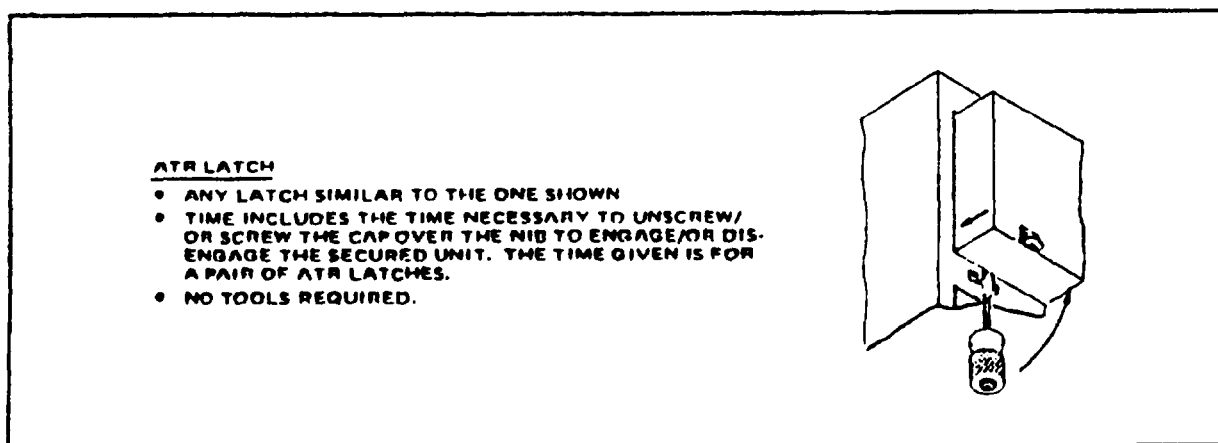 ATR LATCH
• ANY LATCH SIMILAR TO THE ONE SHOWN
• TIME INCLUDES THE TIME NECESSARY TO UNSCREW/
OR SCREW THE CAP OVER THE NIB TO ENGAGE/OR DIS-
ENGAGE THE SECURED UNIT. THE TIME GIVEN IS FOR
A PAIR OF ATR LATCHES.
• NO TOOLS REQUIRED.